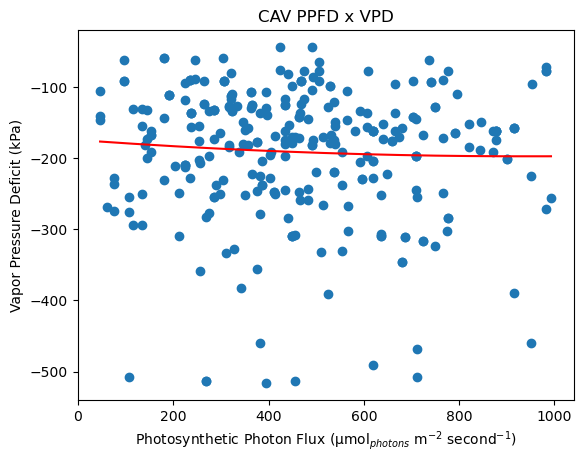 CAV PPFD x VPD
Vapor Pressure Deficit (kPa)
−100
−200
−300
−400
−500
0 200 400 600 800 1000
Photosynthetic Photon Flux (μmol_photons m⁻² second⁻¹)